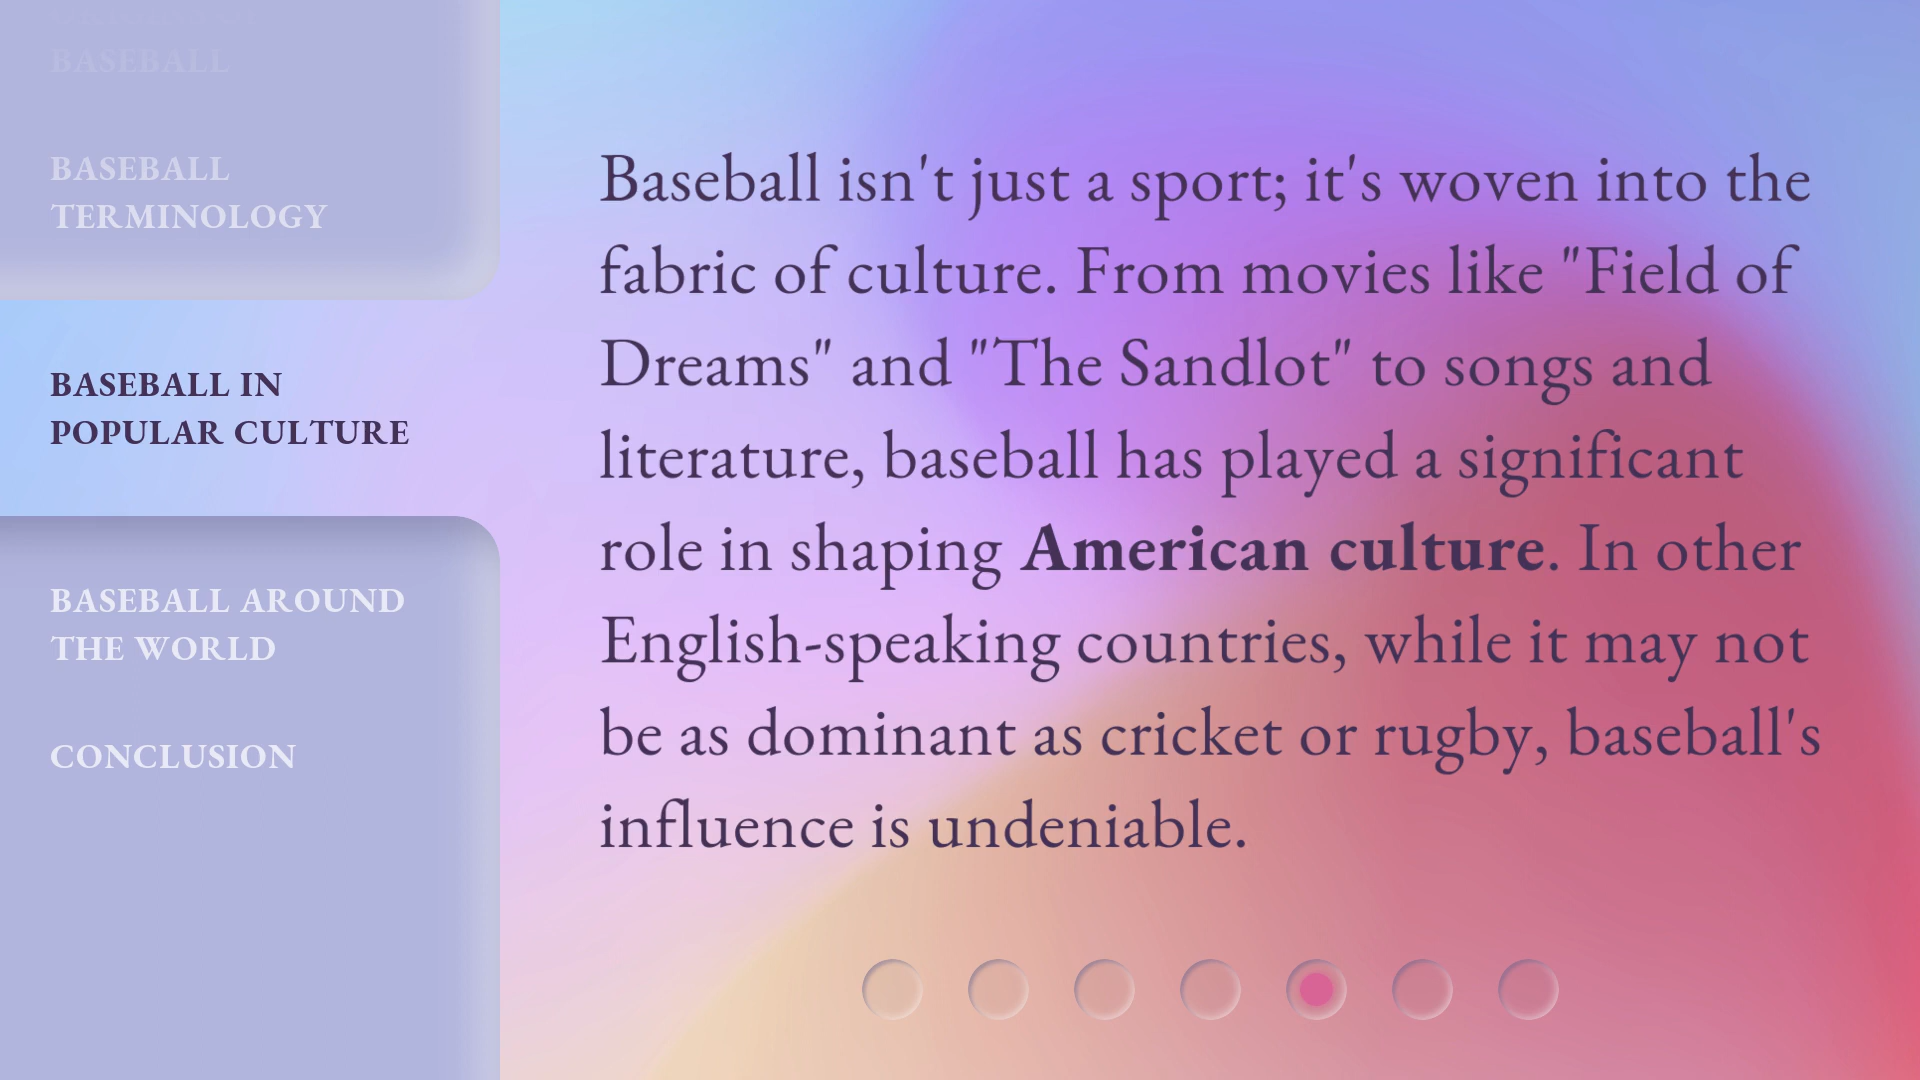 BASEBALL
BASEBALL
TERMINOLOGY
BASEBALL IN
POPULAR CULTURE
BASEBALL AROUND
THE WORLD
CONCLUSION
Baseball isn't just a sport; it's woven into the
fabric of culture. From movies like "Field of
Dreams" and "The Sandlot" to songs and
literature, baseball has played a significant
role in shaping American culture. In other
English-speaking countries, while it may not
be as dominant as cricket or rugby, baseball's
influence is undeniable.